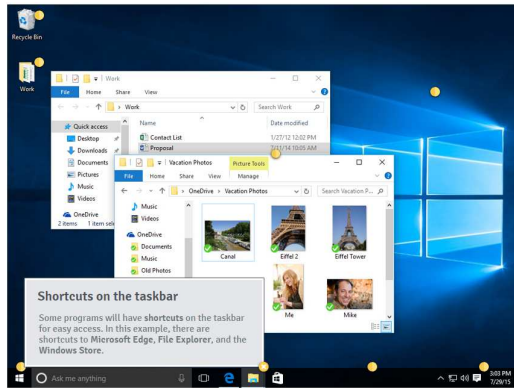 Recycle Bin
Work
Work
File Home Share View
Work
Search Work
Quick access
Desktop
Downloads
Documents
Pictures
Music
Videos
OneDrive
2 items 1 item sele
Name Date modified
Contact List 1/27/12 12:02 PM
Proposal 7/31/14 10:05 AM
Vacation Photos Picture Tools
File Home Share View Manage
OneDrive › Vacation Photos
Search Vacation P...
Music
Videos
OneDrive
Documents
Music
Old Photos
Canal
Eiffel 2
Eiffel Tower
Me
Mike
Shortcuts on the taskbar
Some programs will have shortcuts on the taskbar
for easy access. In this example, there are
shortcuts to Microsoft Edge, File Explorer, and the
Windows Store.
Ask me anything
3:03 PM
7/29/15